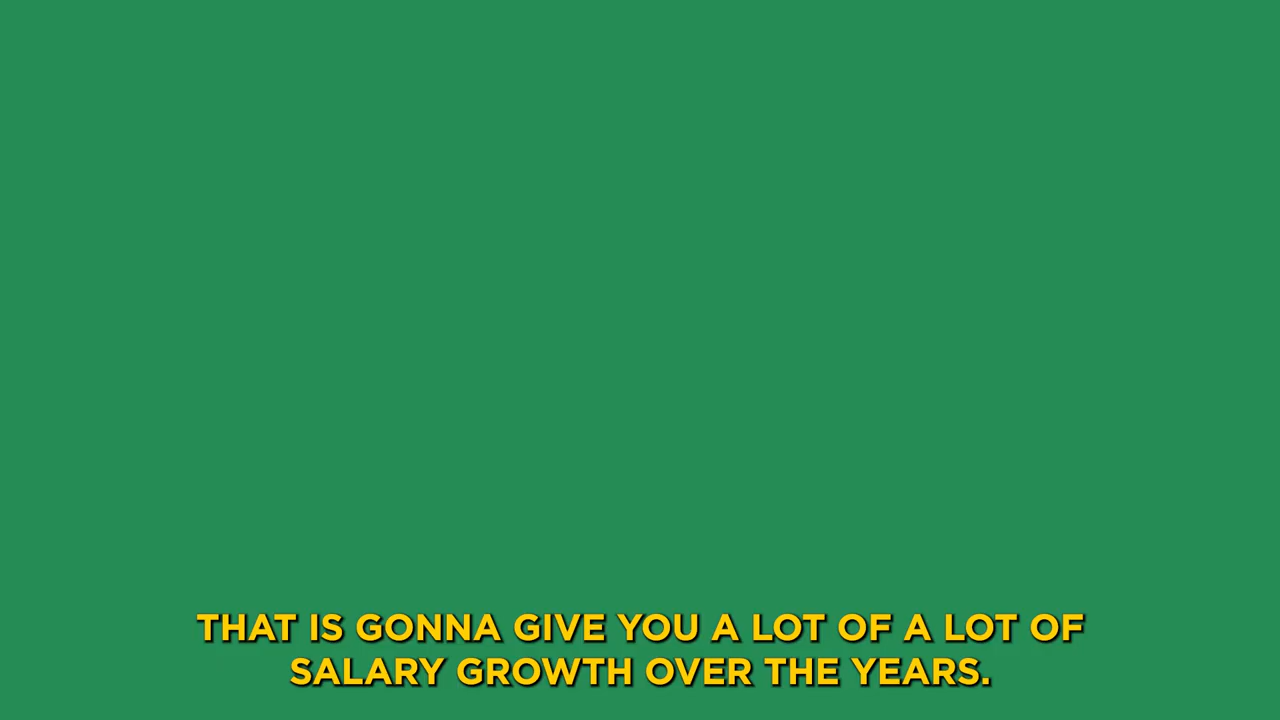 THAT IS GONNA GIVE YOU A LOT OF A LOT OF
SALARY GROWTH OVER THE YEARS.